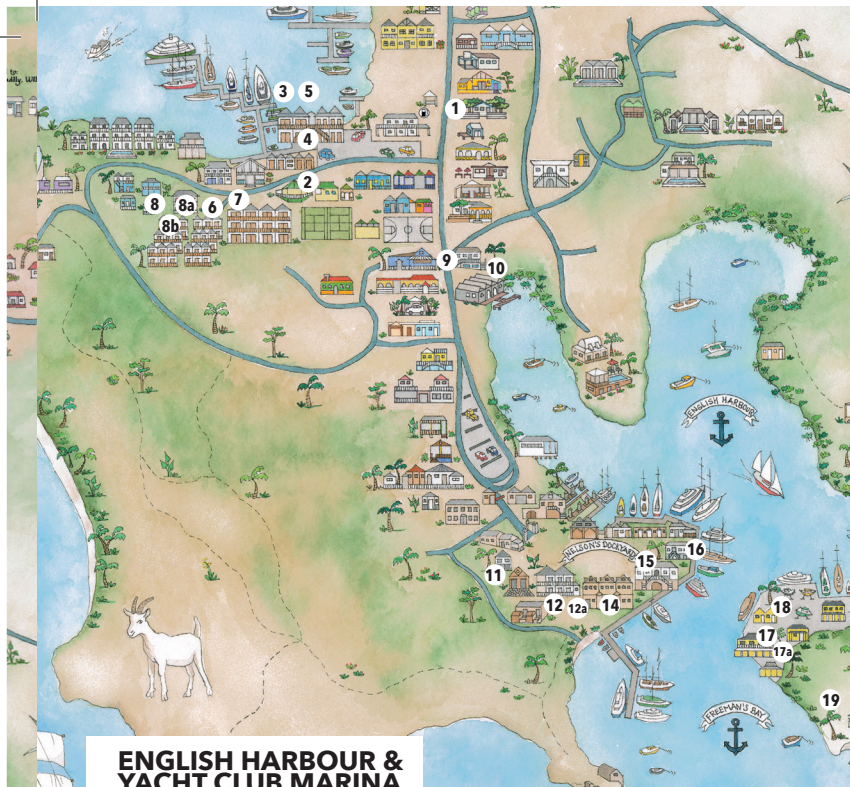 to:
3 5
1
4
2
8 8a 6 7
8b
9
10
ENGLISH HARBOUR
NELSON'S DOCKYARD
16
15
11
12 12a 14
18
17
17a
19
FREEMAN'S BAY
ENGLISH HARBOUR &
YACHT CLUB MARINA